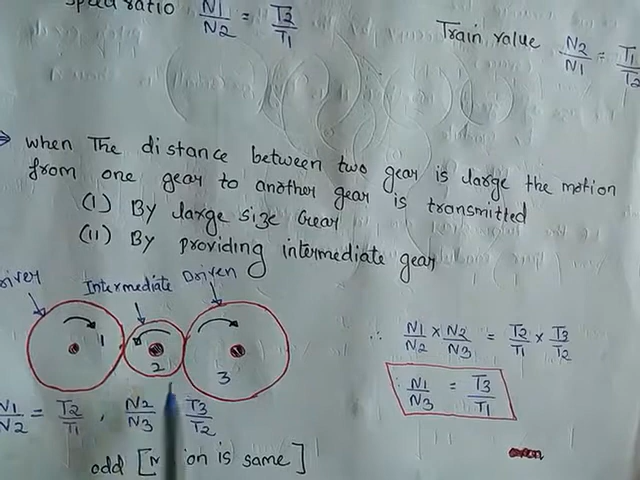 speed ratio N1/N2 = T2/T1
Train value N2/N1 = T1/T2
when The distance between two gear is large the motion
from one gear to another gear is transmitted
(I) By large size Gear
(II) By providing intermediate gear
Driver Intermediate Driven
1 2 3
∴ N1/N2 × N2/N3 = T2/T1 × T3/T2
N1/N3 = T3/T1
N1/N2 = T2/T1 , N2/N3 T3/T2
odd [ is same ]